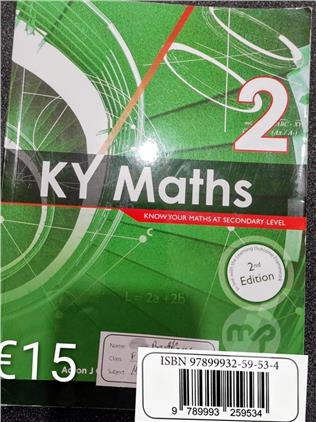 2
KY Maths
KNOW YOUR MATHS AT SECONDARY LEVEL
C
2nd
Edition
L = 2a + 2b
mp
Name:
Class:
Subject:
€15
ISBN 97899932-59-53-4
9 789993 259534